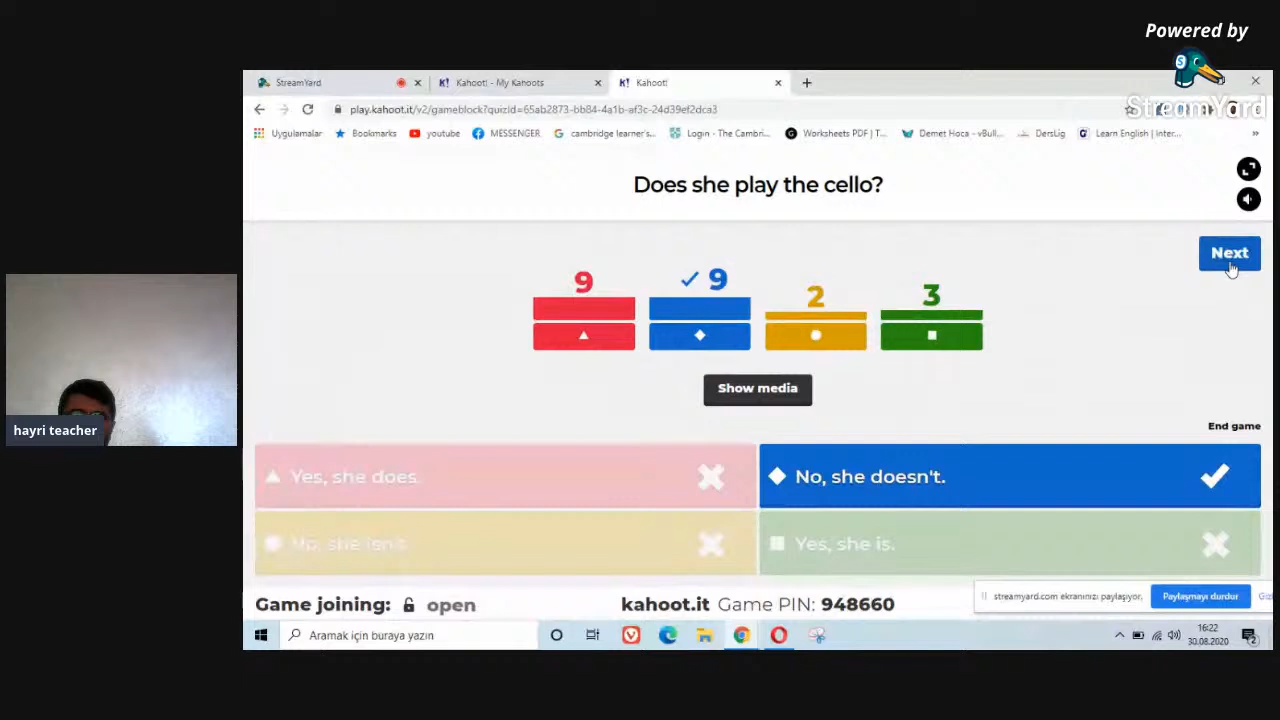 Powered by
StreamYard
StreamYard
Kahoot! - My Kahoots
Kahoot!
play.kahoot.it/v2/gameblock?quizId=65ab2873-bb84-4a1b-af3c-24d39ef2dca3
Uygulamalar
Bookmarks
youtube
MESSENGER
cambridge learner's...
Login - The Cambri...
Worksheets PDF | T...
Demet Hoca - vBull...
DersLig
Learn English | Inter...
Does she play the cello?
Next
9
9
2
3
Show media
End game
Yes, she does.
No, she doesn't.
No, she isn't.
Yes, she is.
Game joining: open
kahoot.it Game PIN: 948660
streamyard.com ekranınızı paylaşıyor.
Paylaşmayı durdur
Aramak için buraya yazın
16:22
30.08.2020
2
hayri teacher